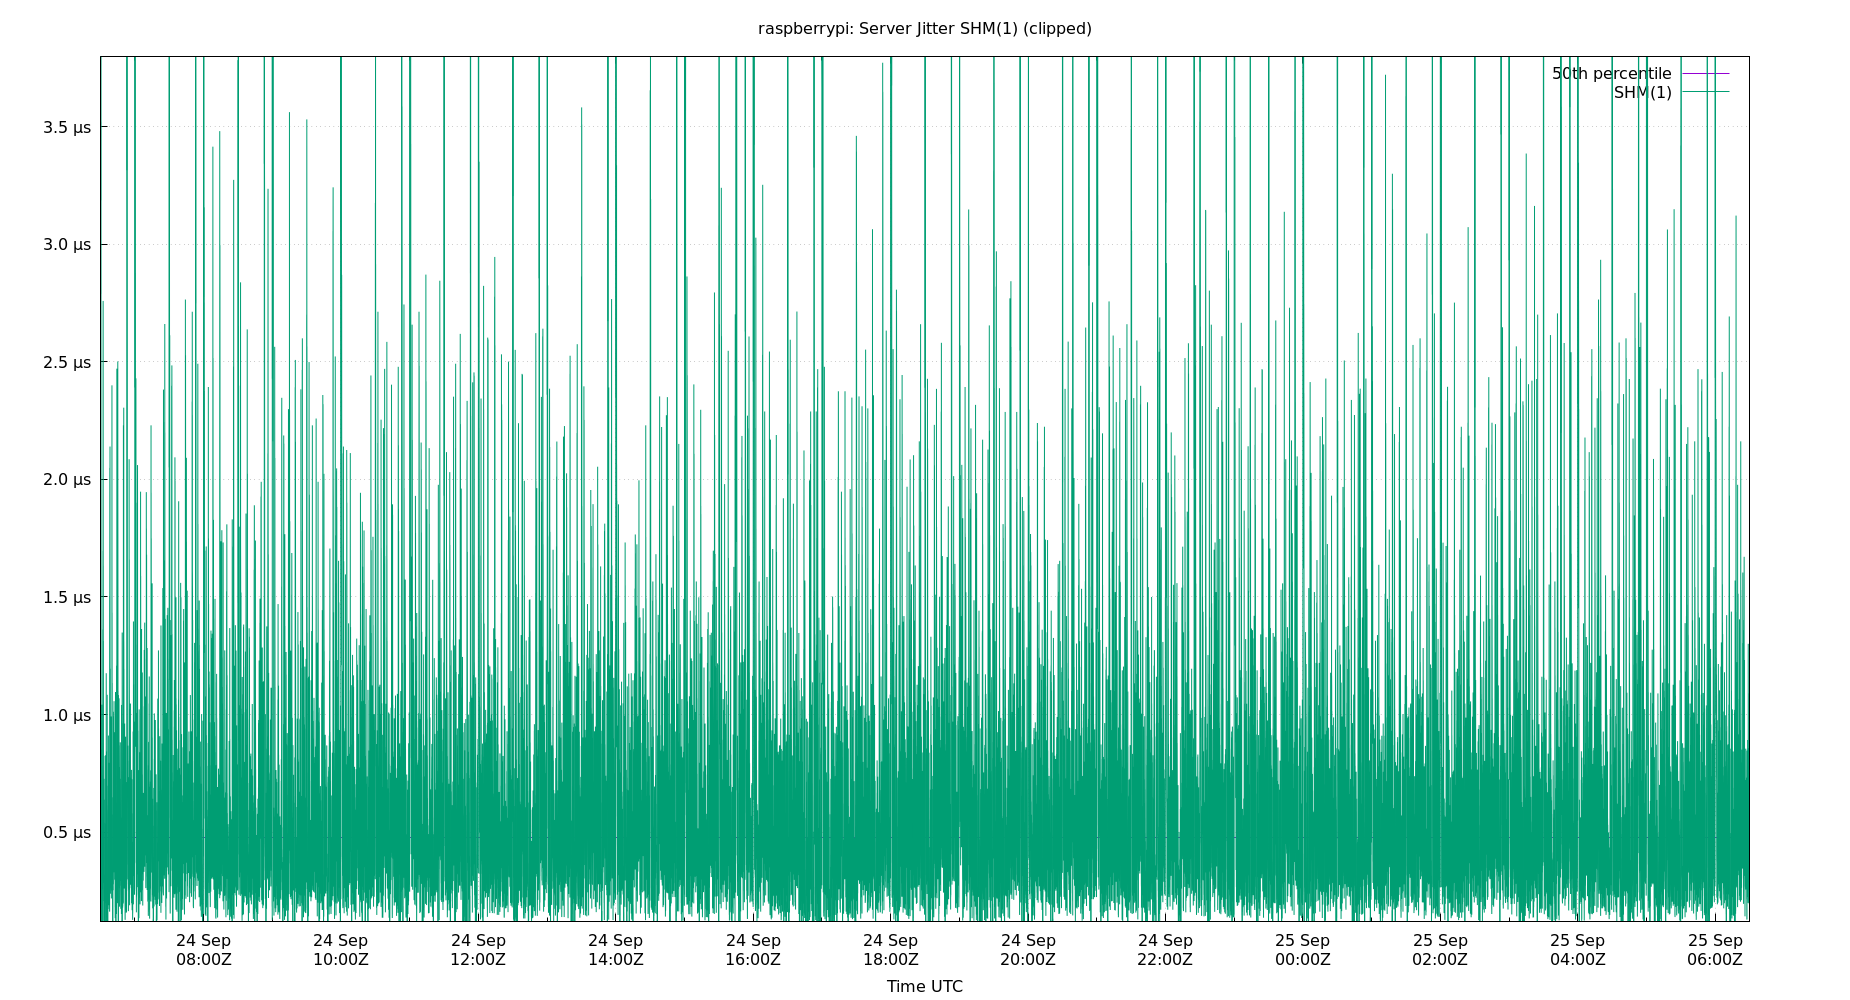 raspberrypi: Server Jitter SHM(1) (clipped)
50th percentile
SHM(1)
3.5 µs
3.0 µs
2.5 µs
2.0 µs
1.5 µs
1.0 µs
0.5 µs
24 Sep 24 Sep 24 Sep 24 Sep 24 Sep 24 Sep 24 Sep 24 Sep 25 Sep 25 Sep 25 Sep 25 Sep
08:00Z 10:00Z 12:00Z 14:00Z 16:00Z 18:00Z 20:00Z 22:00Z 00:00Z 02:00Z 04:00Z 06:00Z
Time UTC